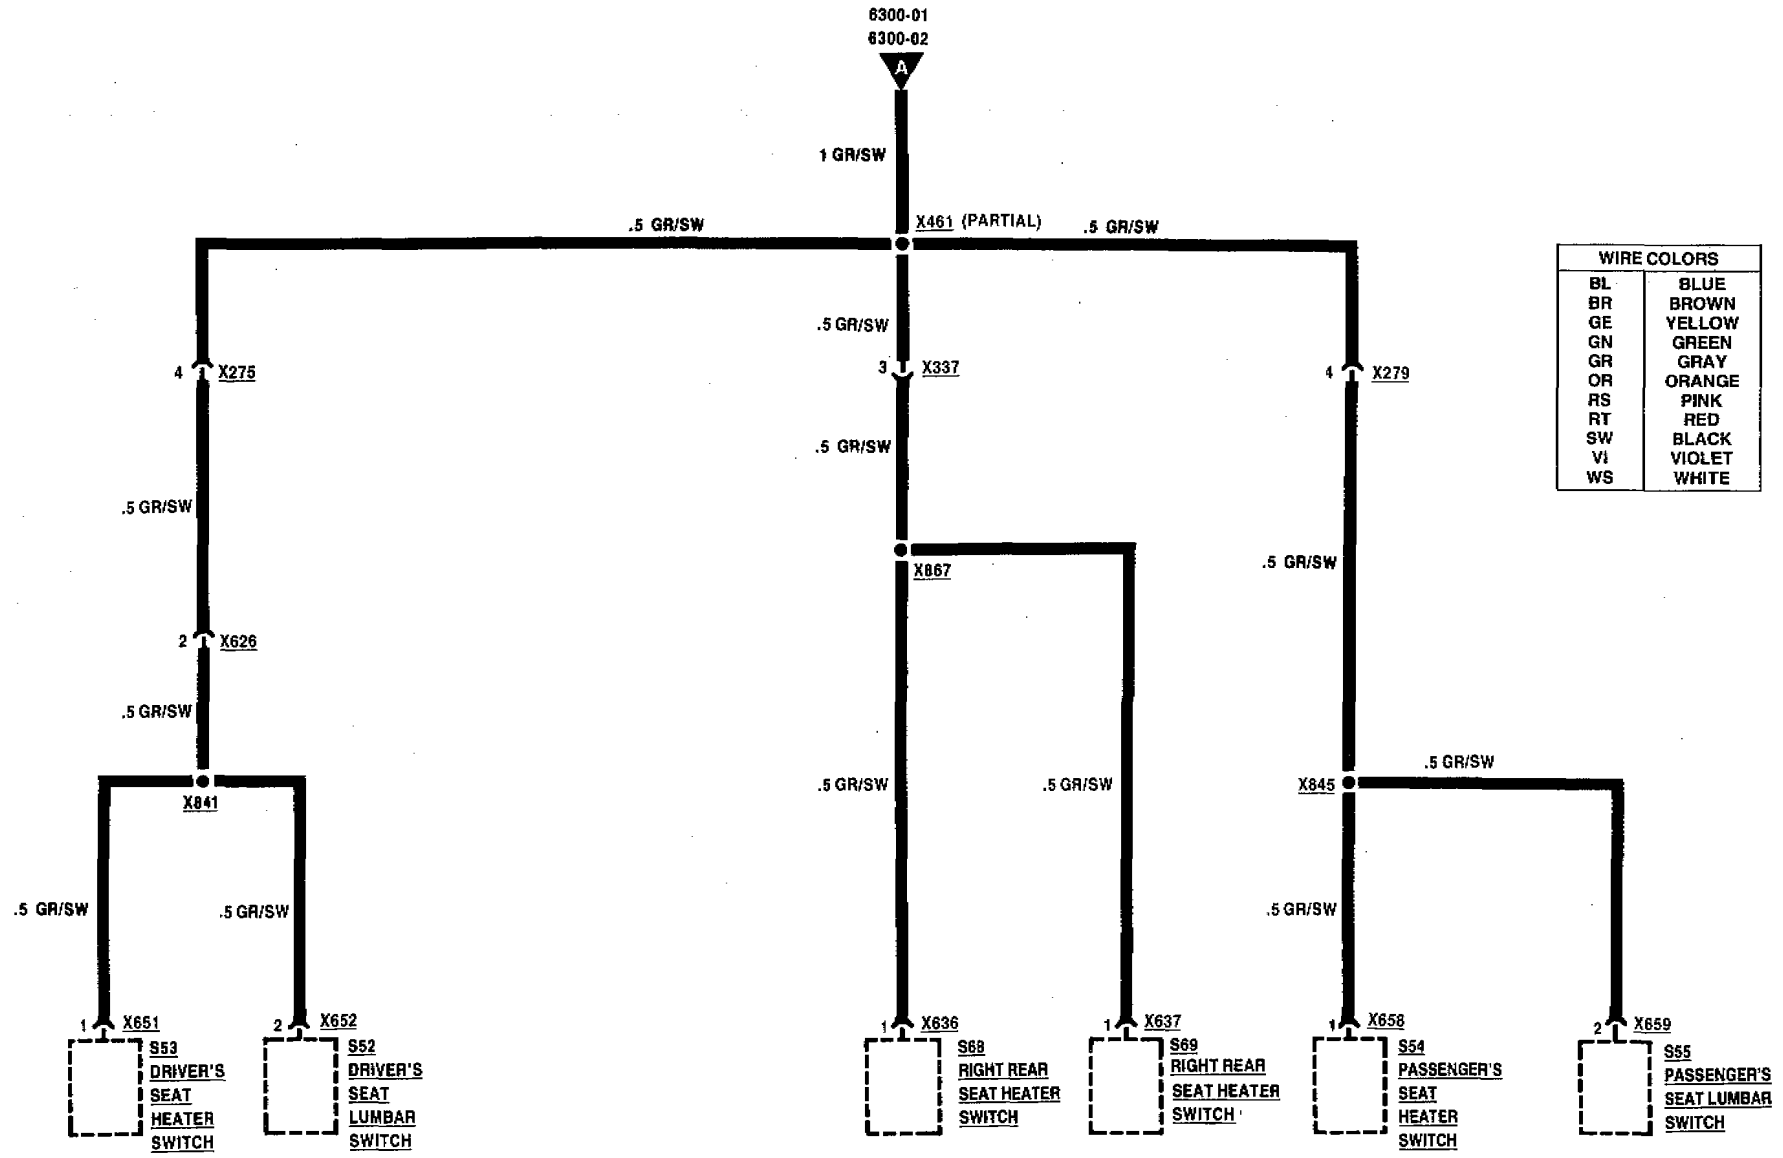 6300-01
6300-02
A
1 GR/SW
X461 (PARTIAL)
.5 GR/SW
.5 GR/SW
WIRE COLORS
BL BLUE
BR BROWN
GE YELLOW
GN GREEN
GR GRAY
OR ORANGE
RS PINK
RT RED
SW BLACK
VI VIOLET
WS WHITE
.5 GR/SW
4 X275
3 X337
4 X279
.5 GR/SW
.5 GR/SW
.5 GR/SW
X867
2 X626
.5 GR/SW
X841
.5 GR/SW
.5 GR/SW
X845
.5 GR/SW
.5 GR/SW
.5 GR/SW
.5 GR/SW
1 X651
S53
DRIVER'S
SEAT
HEATER
SWITCH
2 X652
S52
DRIVER'S
SEAT
LUMBAR
SWITCH
1 X636
S68
RIGHT REAR
SEAT HEATER
SWITCH
1 X637
S69
RIGHT REAR
SEAT HEATER
SWITCH
1 X658
S54
PASSENGER'S
SEAT
HEATER
SWITCH
2 X659
S55
PASSENGER'S
SEAT LUMBAR
SWITCH